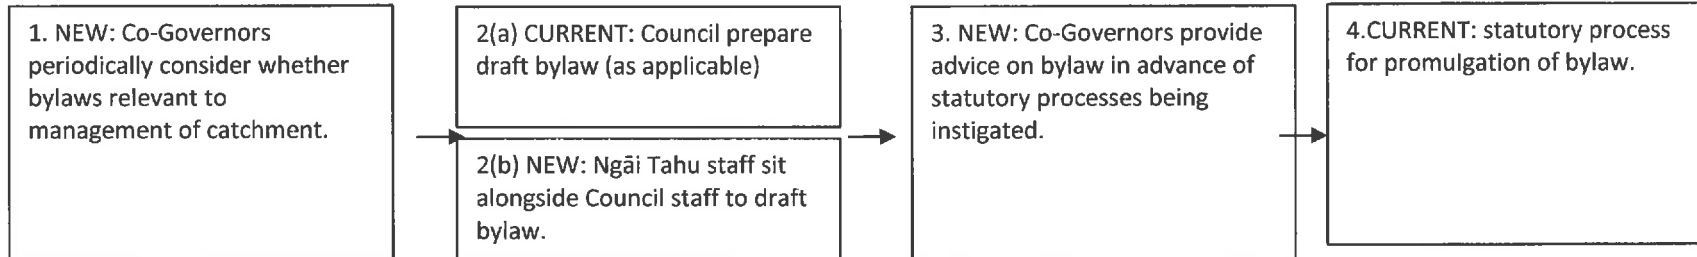 1. NEW: Co-Governors
periodically consider whether
bylaws relevant to
management of catchment.
2(a) CURRENT: Council prepare
draft bylaw (as applicable)
2(b) NEW: Ngāi Tahu staff sit
alongside Council staff to draft
bylaw.
3. NEW: Co-Governors provide
advice on bylaw in advance of
statutory processes being
instigated.
4.CURRENT: statutory process
for promulgation of bylaw.